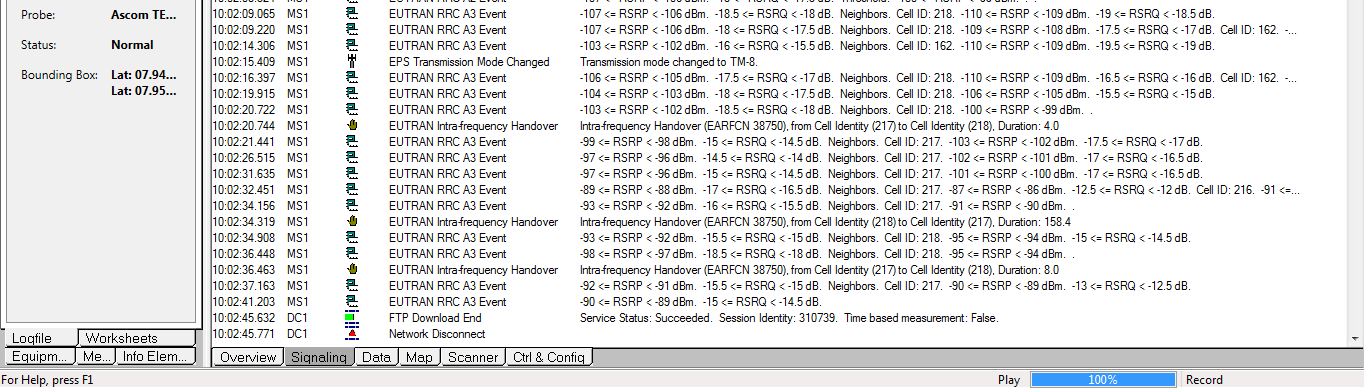 Probe: Ascom TE...
Status: Normal
Bounding Box: Lat: 07.94...
Lat: 07.95...
10:02:09.065 MS1 EUTRAN RRC A3 Event -107 <= RSRP < -106 dBm. -18.5 <= RSRQ < -18 dB. Neighbors. Cell ID: 218. -110 <= RSRP < -109 dBm. -19 <= RSRQ < -18.5 dB.
10:02:09.220 MS1 EUTRAN RRC A3 Event -107 <= RSRP < -106 dBm. -18 <= RSRQ < -17.5 dB. Neighbors. Cell ID: 218. -109 <= RSRP < -108 dBm. -17.5 <= RSRQ < -17 dB. Cell ID: 162. -...
10:02:14.306 MS1 EUTRAN RRC A3 Event -103 <= RSRP < -102 dBm. -16 <= RSRQ < -15.5 dB. Neighbors. Cell ID: 162. -110 <= RSRP < -109 dBm. -19.5 <= RSRQ < -19 dB.
10:02:15.409 MS1 EPS Transmission Mode Changed Transmission mode changed to TM-8.
10:02:16.397 MS1 EUTRAN RRC A3 Event -106 <= RSRP < -105 dBm. -17.5 <= RSRQ < -17 dB. Neighbors. Cell ID: 218. -110 <= RSRP < -109 dBm. -16.5 <= RSRQ < -16 dB. Cell ID: 162. -...
10:02:19.915 MS1 EUTRAN RRC A3 Event -104 <= RSRP < -103 dBm. -18 <= RSRQ < -17.5 dB. Neighbors. Cell ID: 218. -106 <= RSRP < -105 dBm. -15.5 <= RSRQ < -15 dB.
10:02:20.722 MS1 EUTRAN RRC A3 Event -103 <= RSRP < -102 dBm. -18.5 <= RSRQ < -18 dB. Neighbors. Cell ID: 218. -100 <= RSRP < -99 dBm. .
10:02:20.744 MS1 EUTRAN Intra-frequency Handover Intra-frequency Handover (EARFCN 38750), from Cell Identity (217) to Cell Identity (218), Duration: 4.0
10:02:21.441 MS1 EUTRAN RRC A3 Event -99 <= RSRP < -98 dBm. -15 <= RSRQ < -14.5 dB. Neighbors. Cell ID: 217. -103 <= RSRP < -102 dBm. -17.5 <= RSRQ < -17 dB.
10:02:26.515 MS1 EUTRAN RRC A3 Event -97 <= RSRP < -96 dBm. -14.5 <= RSRQ < -14 dB. Neighbors. Cell ID: 217. -102 <= RSRP < -101 dBm. -17 <= RSRQ < -16.5 dB.
10:02:31.635 MS1 EUTRAN RRC A3 Event -97 <= RSRP < -96 dBm. -15 <= RSRQ < -14.5 dB. Neighbors. Cell ID: 217. -101 <= RSRP < -100 dBm. -17 <= RSRQ < -16.5 dB.
10:02:32.451 MS1 EUTRAN RRC A3 Event -89 <= RSRP < -88 dBm. -17 <= RSRQ < -16.5 dB. Neighbors. Cell ID: 217. -87 <= RSRP < -86 dBm. -12.5 <= RSRQ < -12 dB. Cell ID: 216. -91 <=...
10:02:34.156 MS1 EUTRAN RRC A3 Event -93 <= RSRP < -92 dBm. -16 <= RSRQ < -15.5 dB. Neighbors. Cell ID: 217. -91 <= RSRP < -90 dBm. .
10:02:34.319 MS1 EUTRAN Intra-frequency Handover Intra-frequency Handover (EARFCN 38750), from Cell Identity (218) to Cell Identity (217), Duration: 158.4
10:02:34.908 MS1 EUTRAN RRC A3 Event -93 <= RSRP < -92 dBm. -15.5 <= RSRQ < -15 dB. Neighbors. Cell ID: 218. -95 <= RSRP < -94 dBm. -15 <= RSRQ < -14.5 dB.
10:02:36.448 MS1 EUTRAN RRC A3 Event -98 <= RSRP < -97 dBm. -18.5 <= RSRQ < -18 dB. Neighbors. Cell ID: 218. -95 <= RSRP < -94 dBm. .
10:02:36.463 MS1 EUTRAN Intra-frequency Handover Intra-frequency Handover (EARFCN 38750), from Cell Identity (217) to Cell Identity (218), Duration: 8.0
10:02:37.163 MS1 EUTRAN RRC A3 Event -92 <= RSRP < -91 dBm. -15.5 <= RSRQ < -15 dB. Neighbors. Cell ID: 217. -90 <= RSRP < -89 dBm. -13 <= RSRQ < -12.5 dB.
10:02:41.203 MS1 EUTRAN RRC A3 Event -90 <= RSRP < -89 dBm. -15 <= RSRQ < -14.5 dB.
10:02:45.632 DC1 FTP Download End Service Status: Succeeded. Session Identity: 310739. Time based measurement: False.
10:02:45.771 DC1 Network Disconnect
Logfile Worksheets
Equipm... Me... Info Elem... Overview Signaling Data Map Scanner Ctrl & Config
For Help, press F1 Play 100% Record